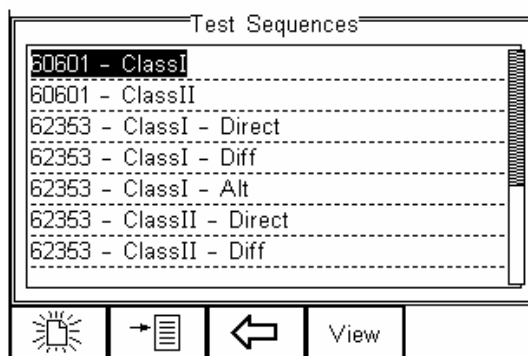 Test Sequences
60601 - ClassI
60601 - ClassII
62353 - ClassI - Direct
62353 - ClassI - Diff
62353 - ClassI - Alt
62353 - ClassII - Direct
62353 - ClassII - Diff
View